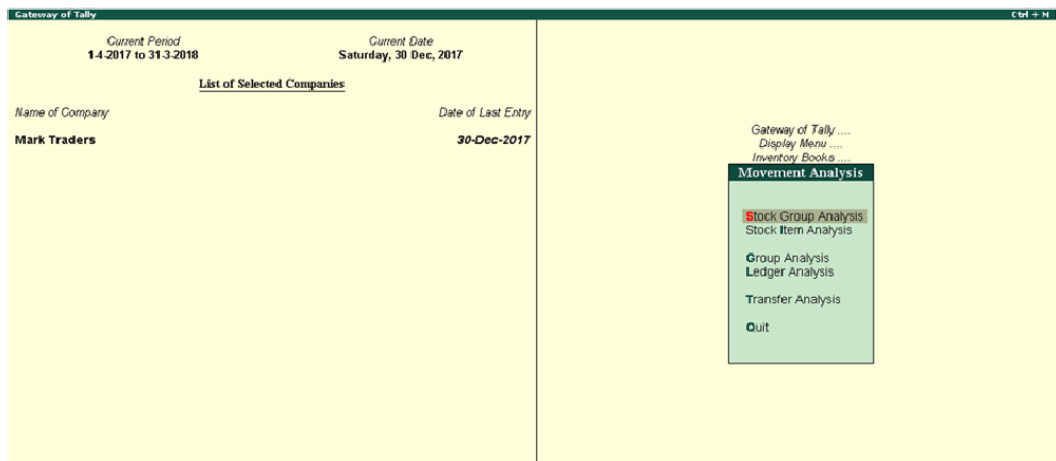 Gateway of Tally Ctrl + M
Current Period Current Date
1-4-2017 to 31-3-2018 Saturday, 30 Dec, 2017
List of Selected Companies
Name of Company Date of Last Entry
Mark Traders 30-Dec-2017
Gateway of Tally ....
Display Menu ....
Inventory Books ....
Movement Analysis
Stock Group Analysis
Stock Item Analysis
Group Analysis
Ledger Analysis
Transfer Analysis
Quit